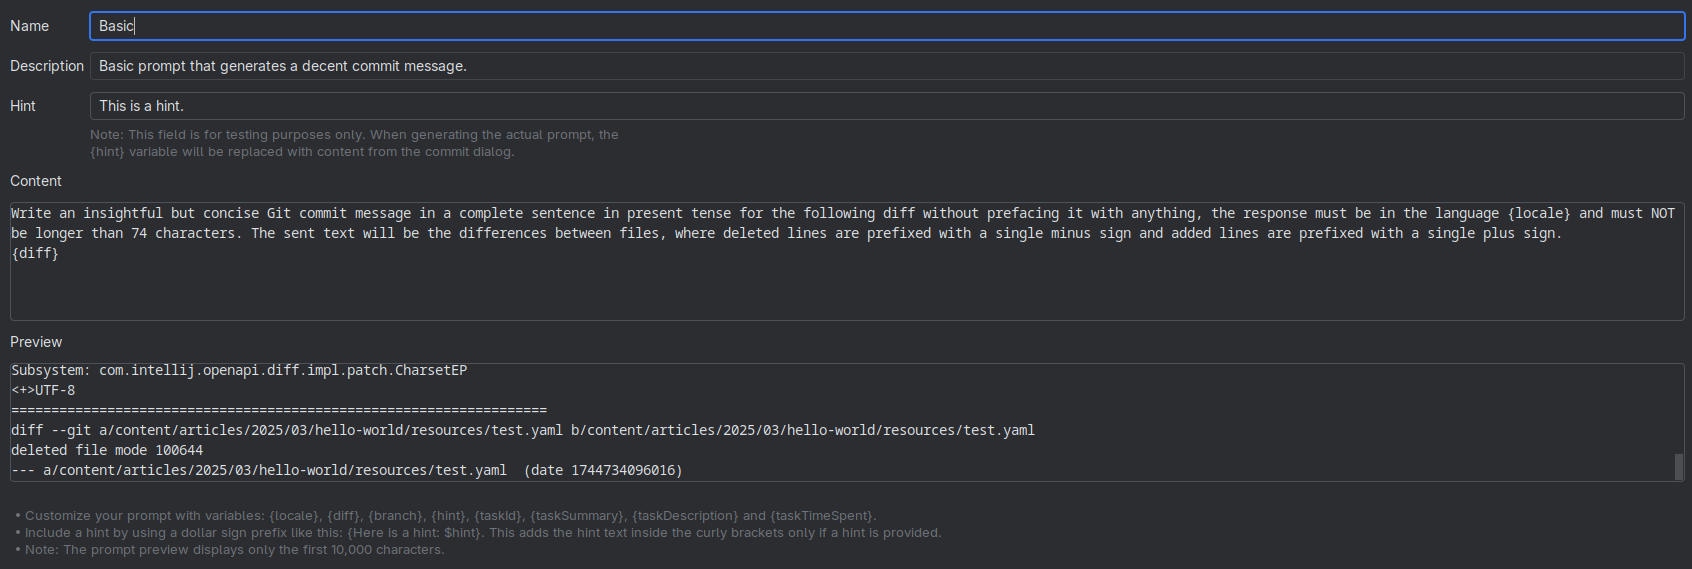 Name
Basic
Description
Basic prompt that generates a decent commit message.
Hint
This is a hint.
Note: This field is for testing purposes only. When generating the actual prompt, the
{hint} variable will be replaced with content from the commit dialog.
Content
Write an insightful but concise Git commit message in a complete sentence in present tense for the following diff without prefacing it with anything, the response must be in the language {locale} and must NOT
be longer than 74 characters. The sent text will be the differences between files, where deleted lines are prefixed with a single minus sign and added lines are prefixed with a single plus sign.
{diff}
Preview
Subsystem: com.intellij.openapi.diff.impl.patch.CharsetEP
<+>UTF-8
===================================================================
diff --git a/content/articles/2025/03/hello-world/resources/test.yaml b/content/articles/2025/03/hello-world/resources/test.yaml
deleted file mode 100644
--- a/content/articles/2025/03/hello-world/resources/test.yaml  (date 1744734096016)
• Customize your prompt with variables: {locale}, {diff}, {branch}, {hint}, {taskId}, {taskSummary}, {taskDescription} and {taskTimeSpent}.
• Include a hint by using a dollar sign prefix like this: {Here is a hint: $hint}. This adds the hint text inside the curly brackets only if a hint is provided.
• Note: The prompt preview displays only the first 10,000 characters.